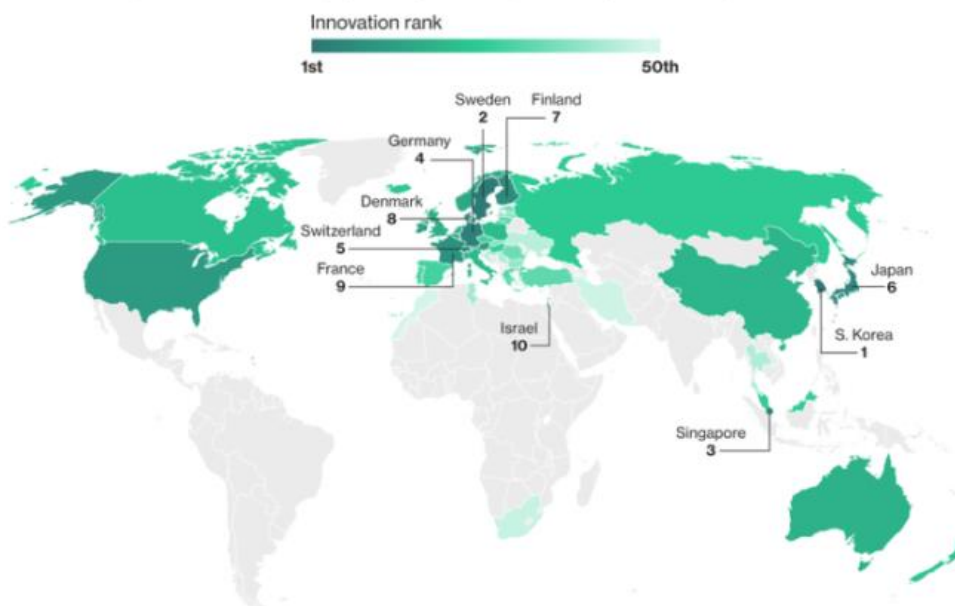 Innovation rank
1st 50th
Sweden
2
Finland
7
Germany
4
Denmark
8
Switzerland
5
France
9
Japan
6
Israel
10
S. Korea
1
Singapore
3